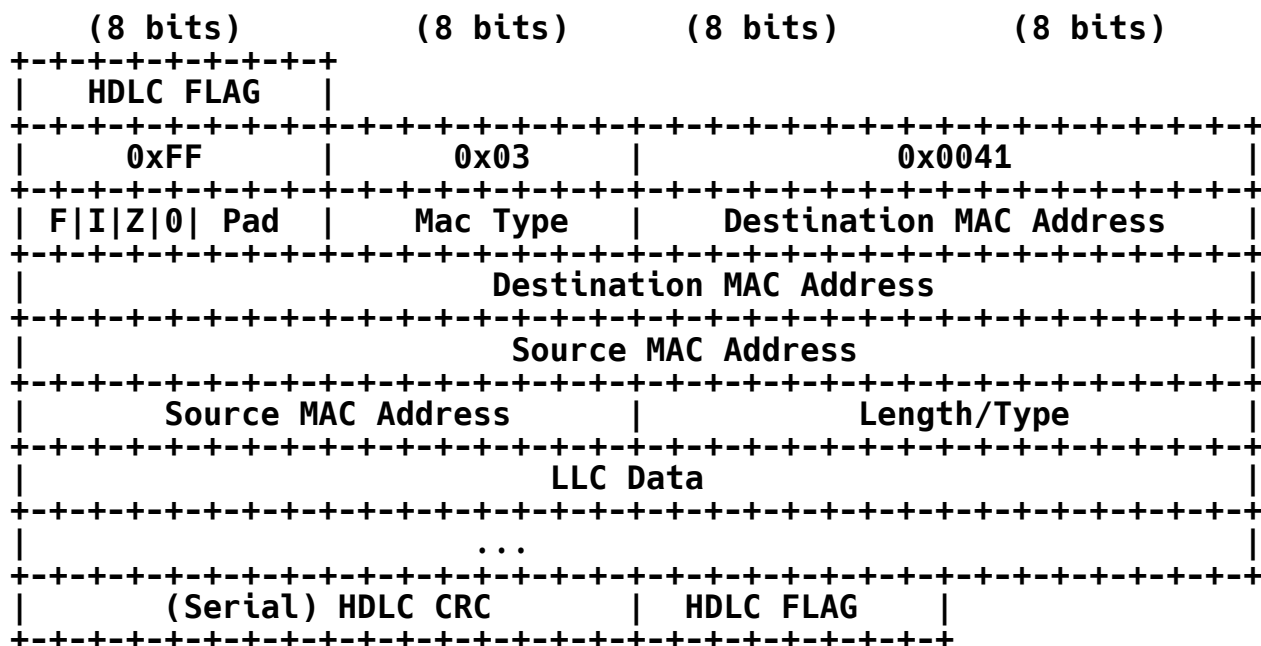 (8 bits) (8 bits) (8 bits) (8 bits)
+-+-+-+-+-+-+-+-+
| HDLC FLAG |
+-+-+-+-+-+-+-+-+-+-+-+-+-+-+-+-+-+-+-+-+-+-+-+-+-+-+-+-+-+-+-+-+
| 0xFF | 0x03 | 0x0041 |
+-+-+-+-+-+-+-+-+-+-+-+-+-+-+-+-+-+-+-+-+-+-+-+-+-+-+-+-+-+-+-+-+
| F|I|Z|0| Pad | Mac Type | Destination MAC Address |
+-+-+-+-+-+-+-+-+-+-+-+-+-+-+-+-+-+-+-+-+-+-+-+-+-+-+-+-+-+-+-+-+
| Destination MAC Address |
+-+-+-+-+-+-+-+-+-+-+-+-+-+-+-+-+-+-+-+-+-+-+-+-+-+-+-+-+-+-+-+-+
| Source MAC Address |
+-+-+-+-+-+-+-+-+-+-+-+-+-+-+-+-+-+-+-+-+-+-+-+-+-+-+-+-+-+-+-+-+
| Source MAC Address | Length/Type |
+-+-+-+-+-+-+-+-+-+-+-+-+-+-+-+-+-+-+-+-+-+-+-+-+-+-+-+-+-+-+-+-+
| LLC Data |
+-+-+-+-+-+-+-+-+-+-+-+-+-+-+-+-+-+-+-+-+-+-+-+-+-+-+-+-+-+-+-+-+
| ... |
+-+-+-+-+-+-+-+-+-+-+-+-+-+-+-+-+-+-+-+-+-+-+-+-+-+-+-+-+-+-+-+-+
| (Serial) HDLC CRC | HDLC FLAG |
+-+-+-+-+-+-+-+-+-+-+-+-+-+-+-+-+-+-+-+-+-+-+-+-+